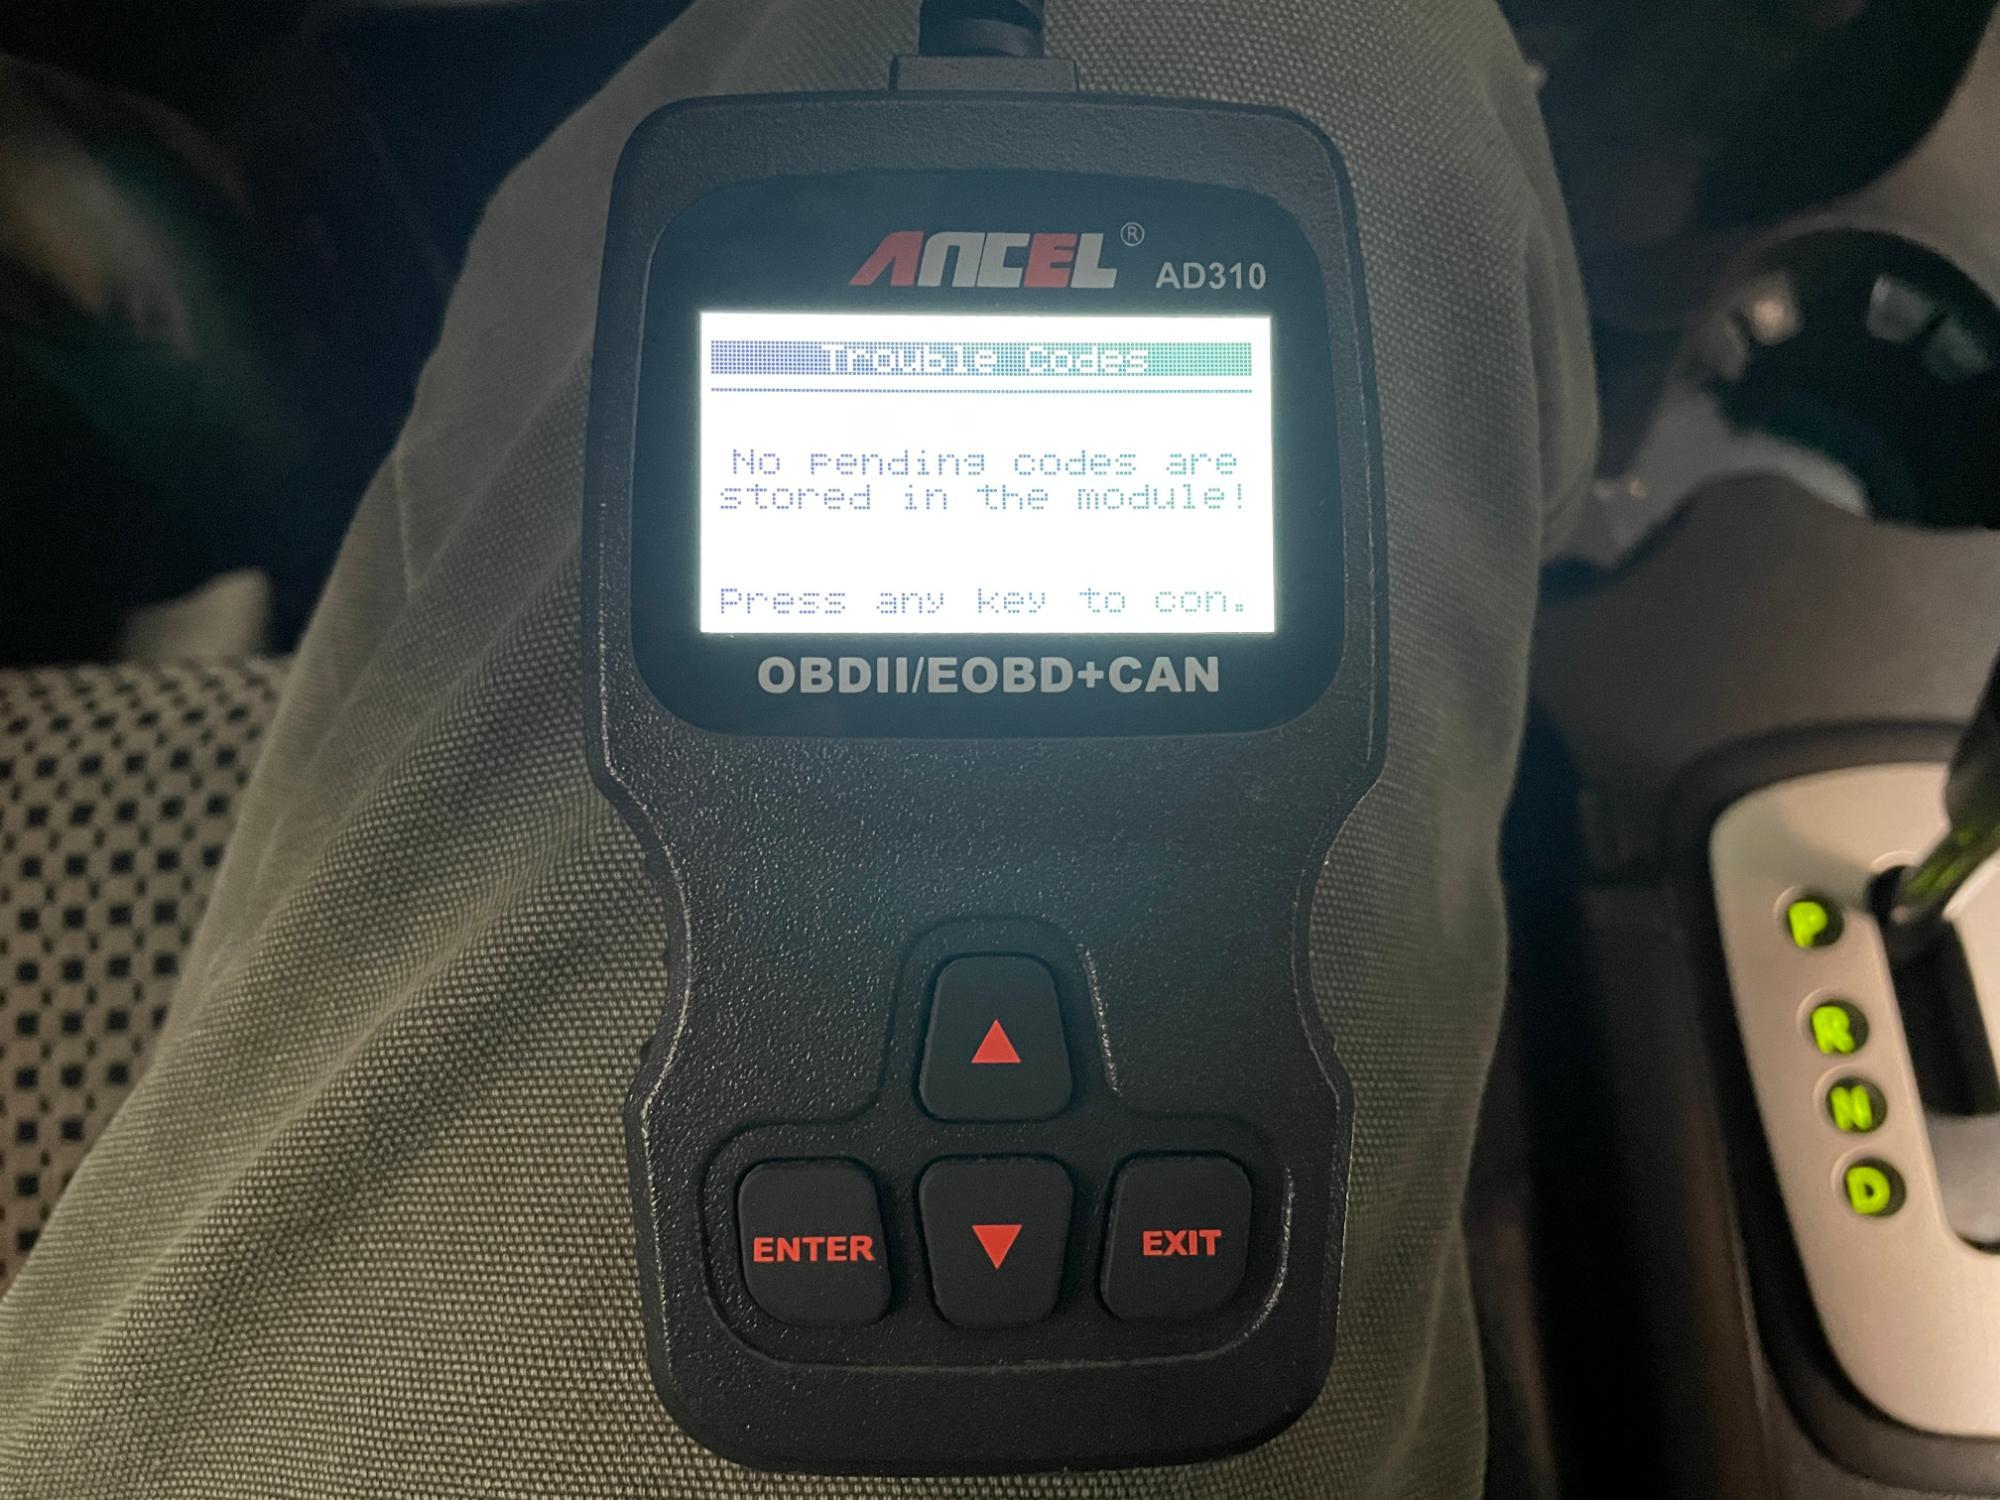 ANCEL®
AD310
Trouble Codes
No pending codes are
stored in the module!
Press any key to con.
OBDII/EOBD+CAN
ENTER
EXIT
P
R
N
D